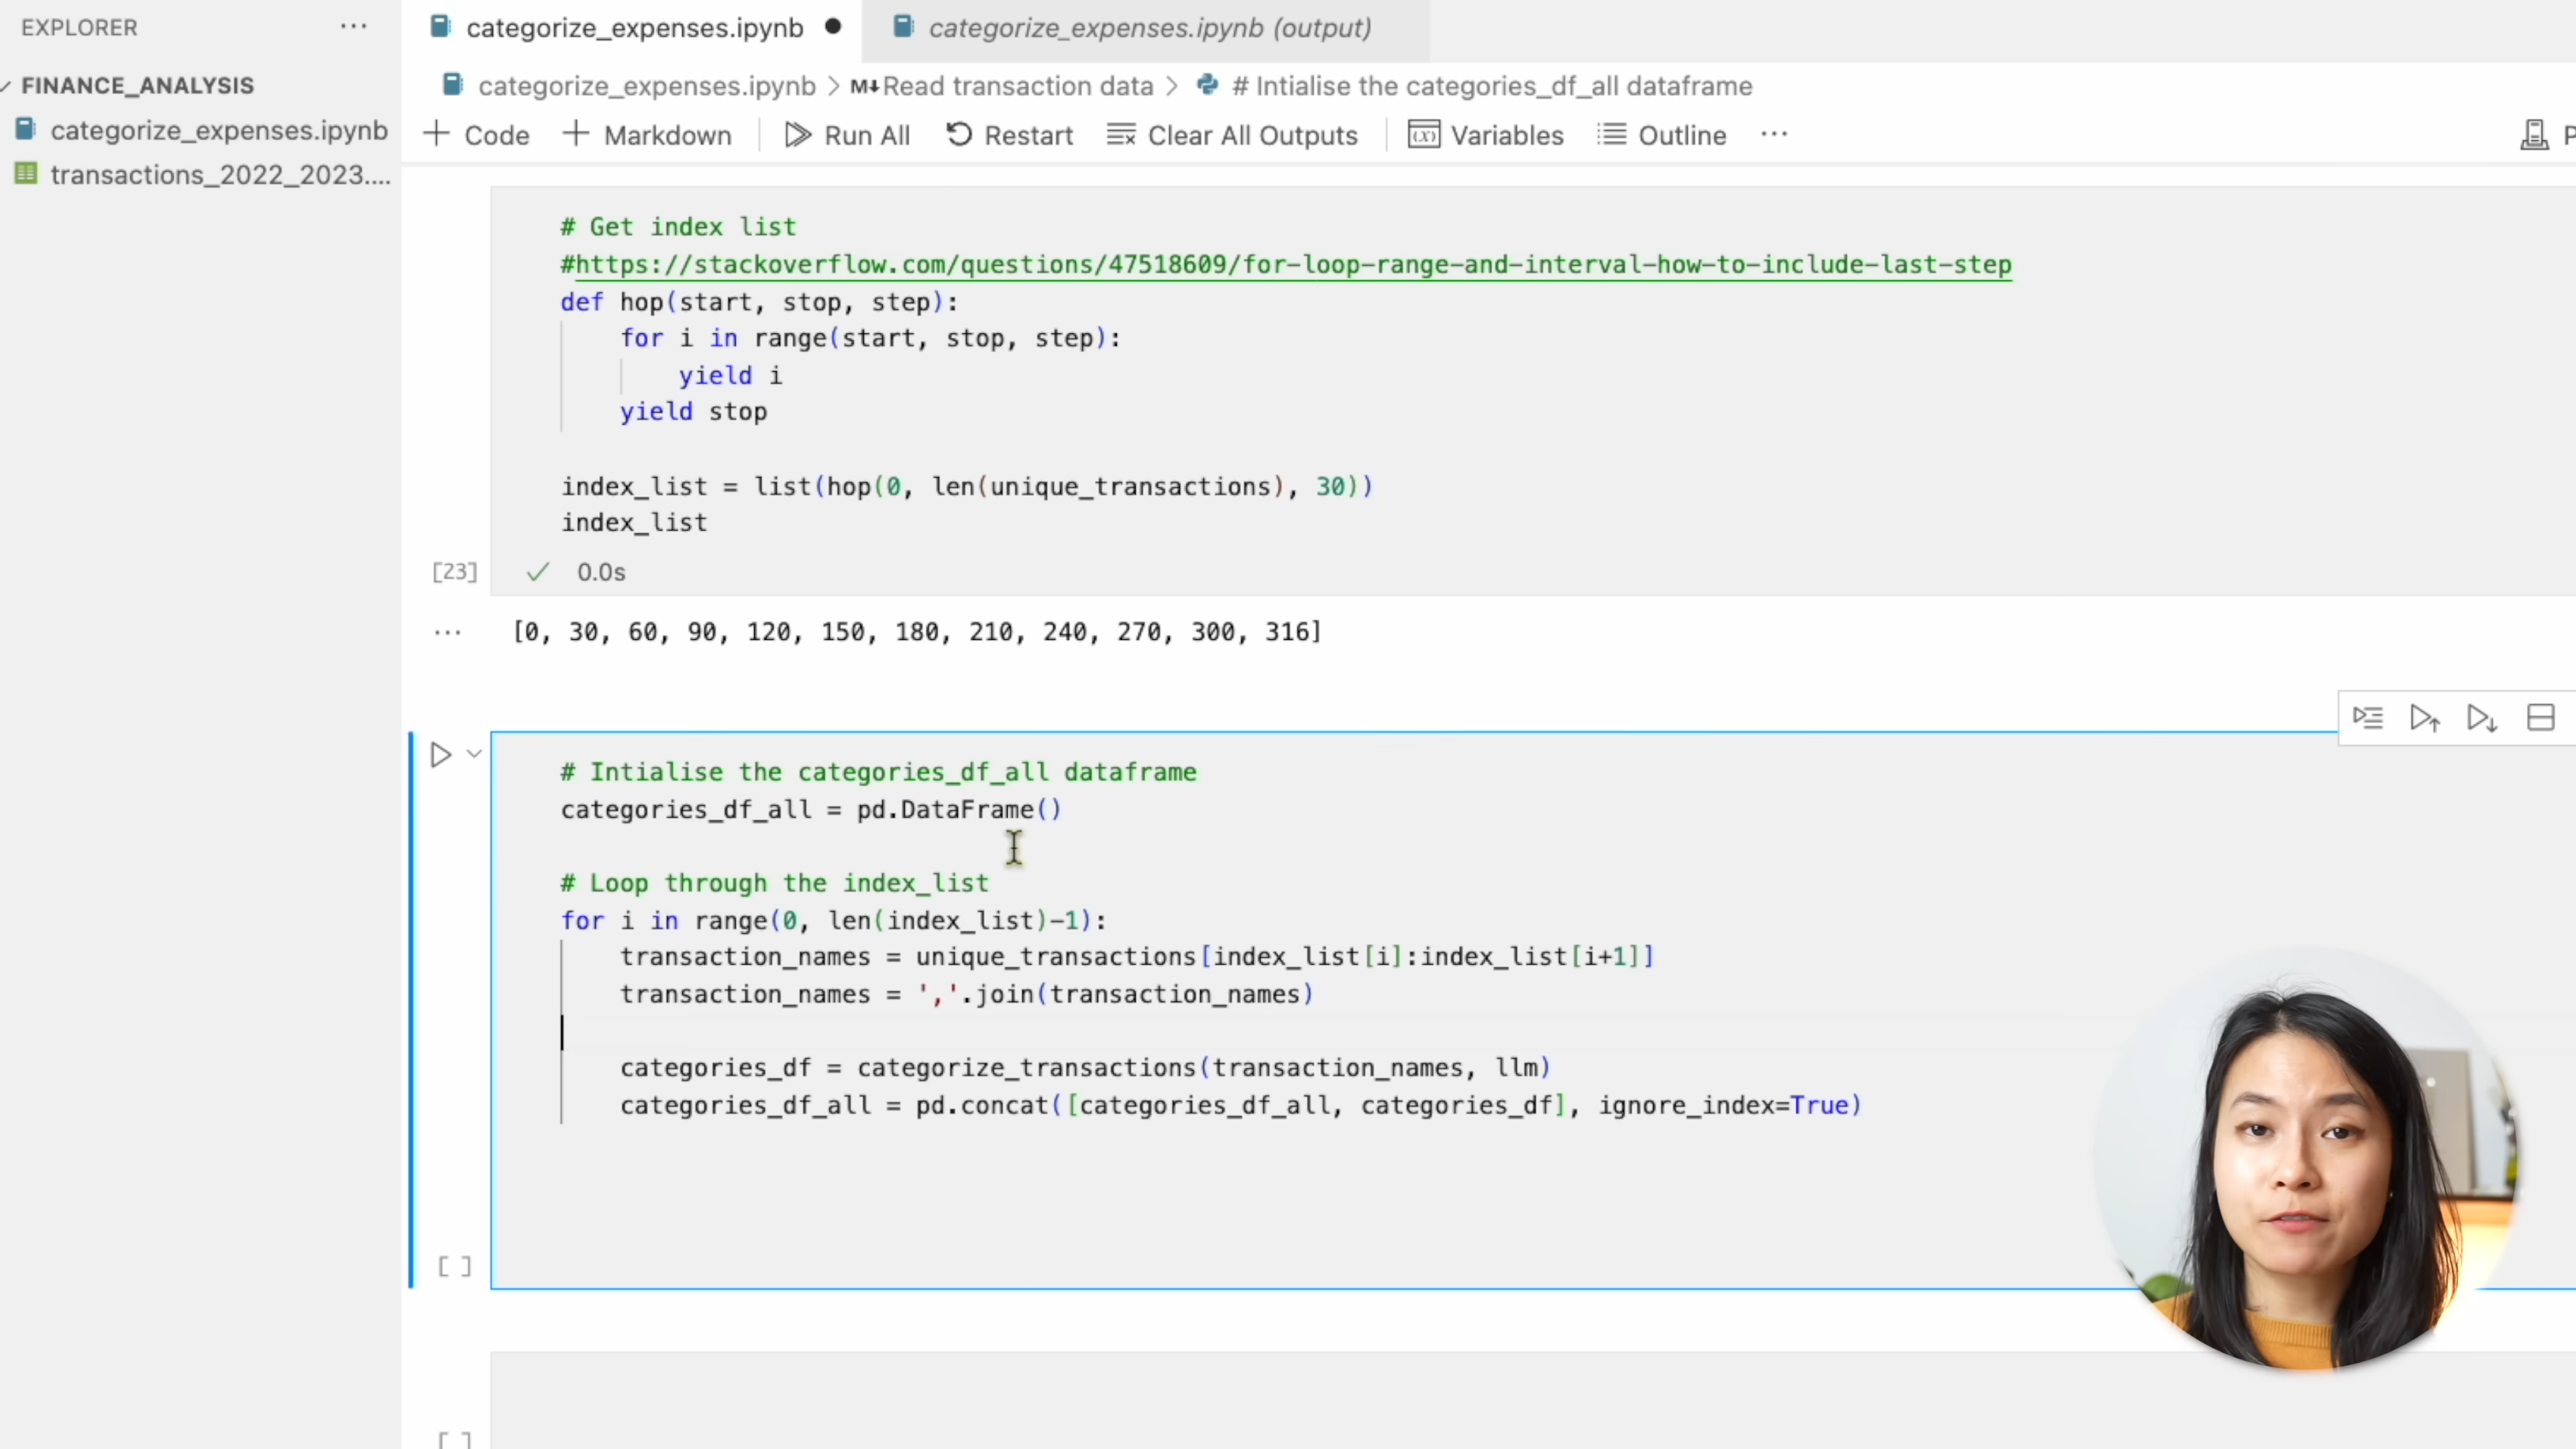 EXPLORER
FINANCE_ANALYSIS
categorize_expenses.ipynb
transactions_2022_2023....
categorize_expenses.ipynb
categorize_expenses.ipynb (output)
categorize_expenses.ipynb > M↓Read transaction data > # Intialise the categories_df_all dataframe
+ Code + Markdown Run All Restart Clear All Outputs Variables Outline ... P
# Get index list
#https://stackoverflow.com/questions/47518609/for-loop-range-and-interval-how-to-include-last-step
def hop(start, stop, step):
    for i in range(start, stop, step):
        yield i
    yield stop
index_list = list(hop(0, len(unique_transactions), 30))
index_list
[23] ✓ 0.0s
... [0, 30, 60, 90, 120, 150, 180, 210, 240, 270, 300, 316]
# Intialise the categories_df_all dataframe
categories_df_all = pd.DataFrame()
# Loop through the index_list
for i in range(0, len(index_list)-1):
    transaction_names = unique_transactions[index_list[i]:index_list[i+1]]
    transaction_names = ','.join(transaction_names)
    categories_df = categorize_transactions(transaction_names, llm)
    categories_df_all = pd.concat([categories_df_all, categories_df], ignore_index=True)
[ ]
[ ]